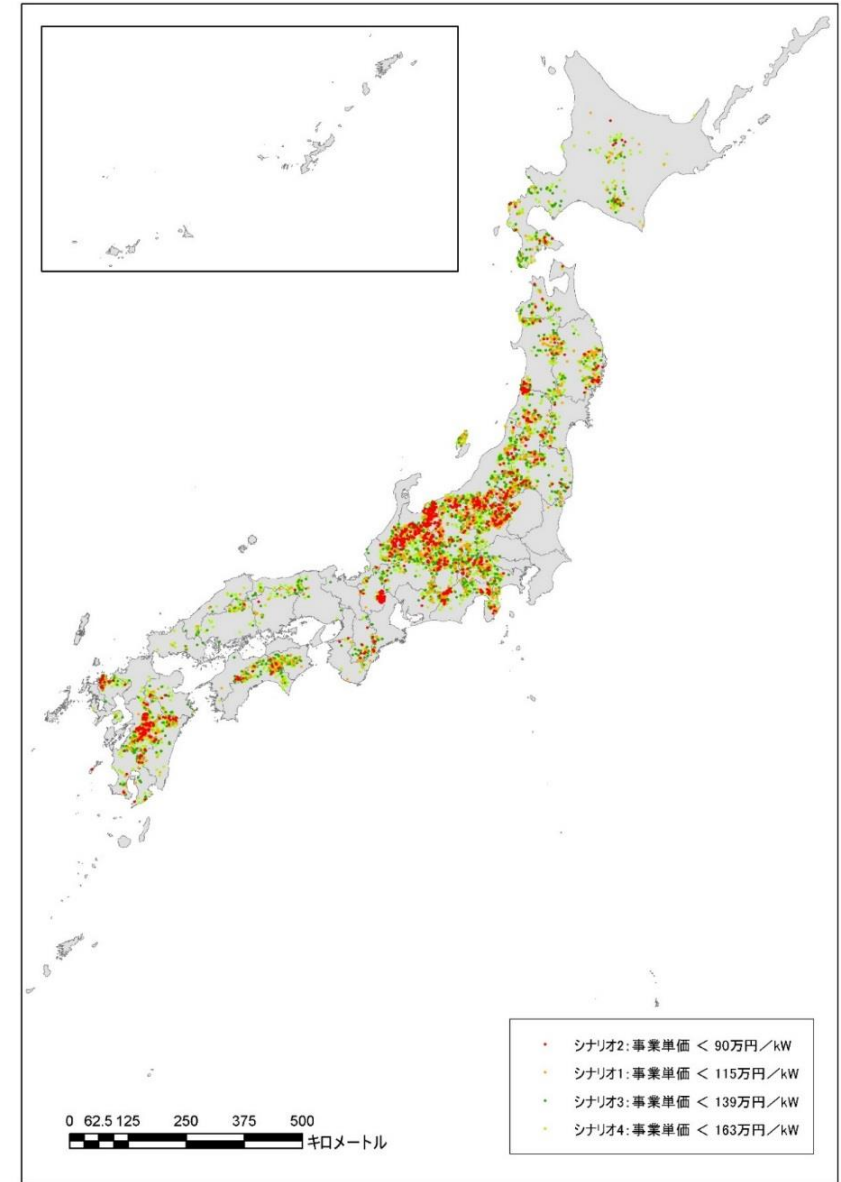 シナリオ2:事業単価 < 90万円/kW
シナリオ1:事業単価 < 115万円/kW
シナリオ3:事業単価 < 139万円/kW
シナリオ4:事業単価 < 163万円/kW
0 62.5 125 250 375 500
キロメートル